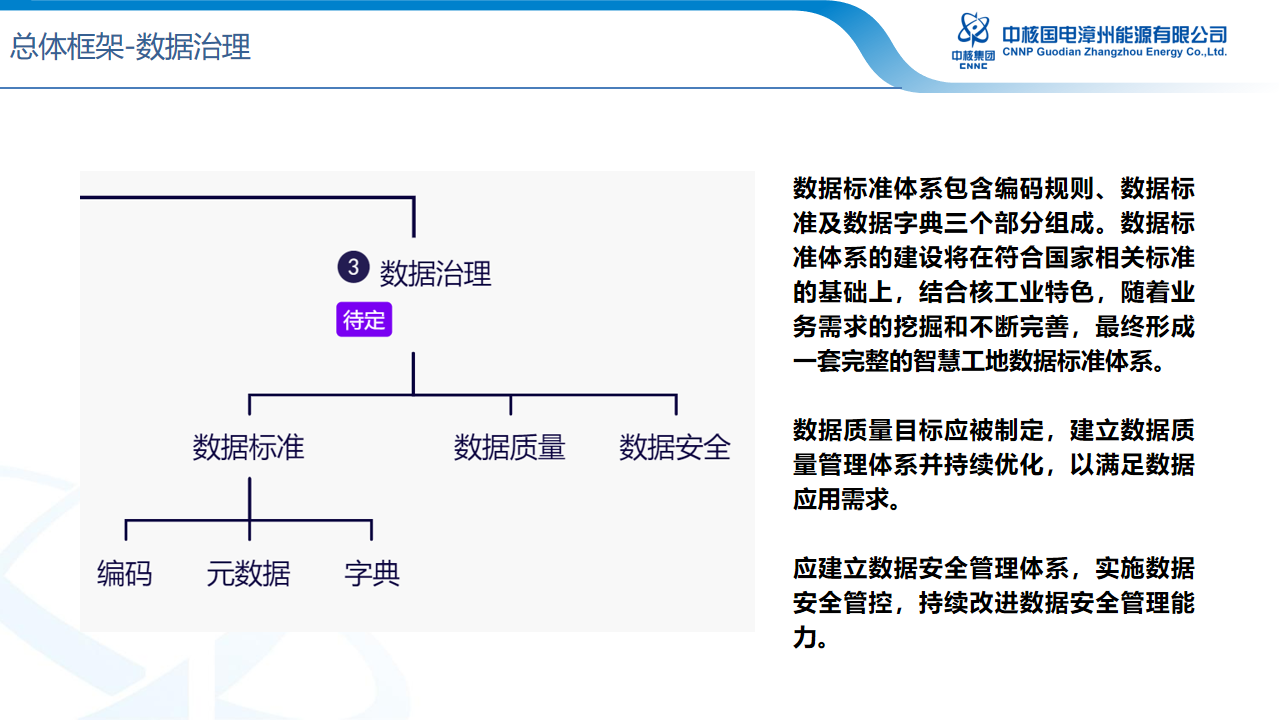 总体框架-数据治理
中核集团
CNNC
中核国电漳州能源有限公司
CNNP Guodian Zhangzhou Energy Co.,Ltd.
3 数据治理
待定
数据标准 数据质量 数据安全
编码 元数据 字典
数据标准体系包含编码规则、数据标
准及数据字典三个部分组成。数据标
准体系的建设将在符合国家相关标准
的基础上，结合核工业特色，随着业
务需求的挖掘和不断完善，最终形成
一套完整的智慧工地数据标准体系。
数据质量目标应被制定，建立数据质
量管理体系并持续优化，以满足数据
应用需求。
应建立数据安全管理体系，实施数据
安全管控，持续改进数据安全管理能
力。